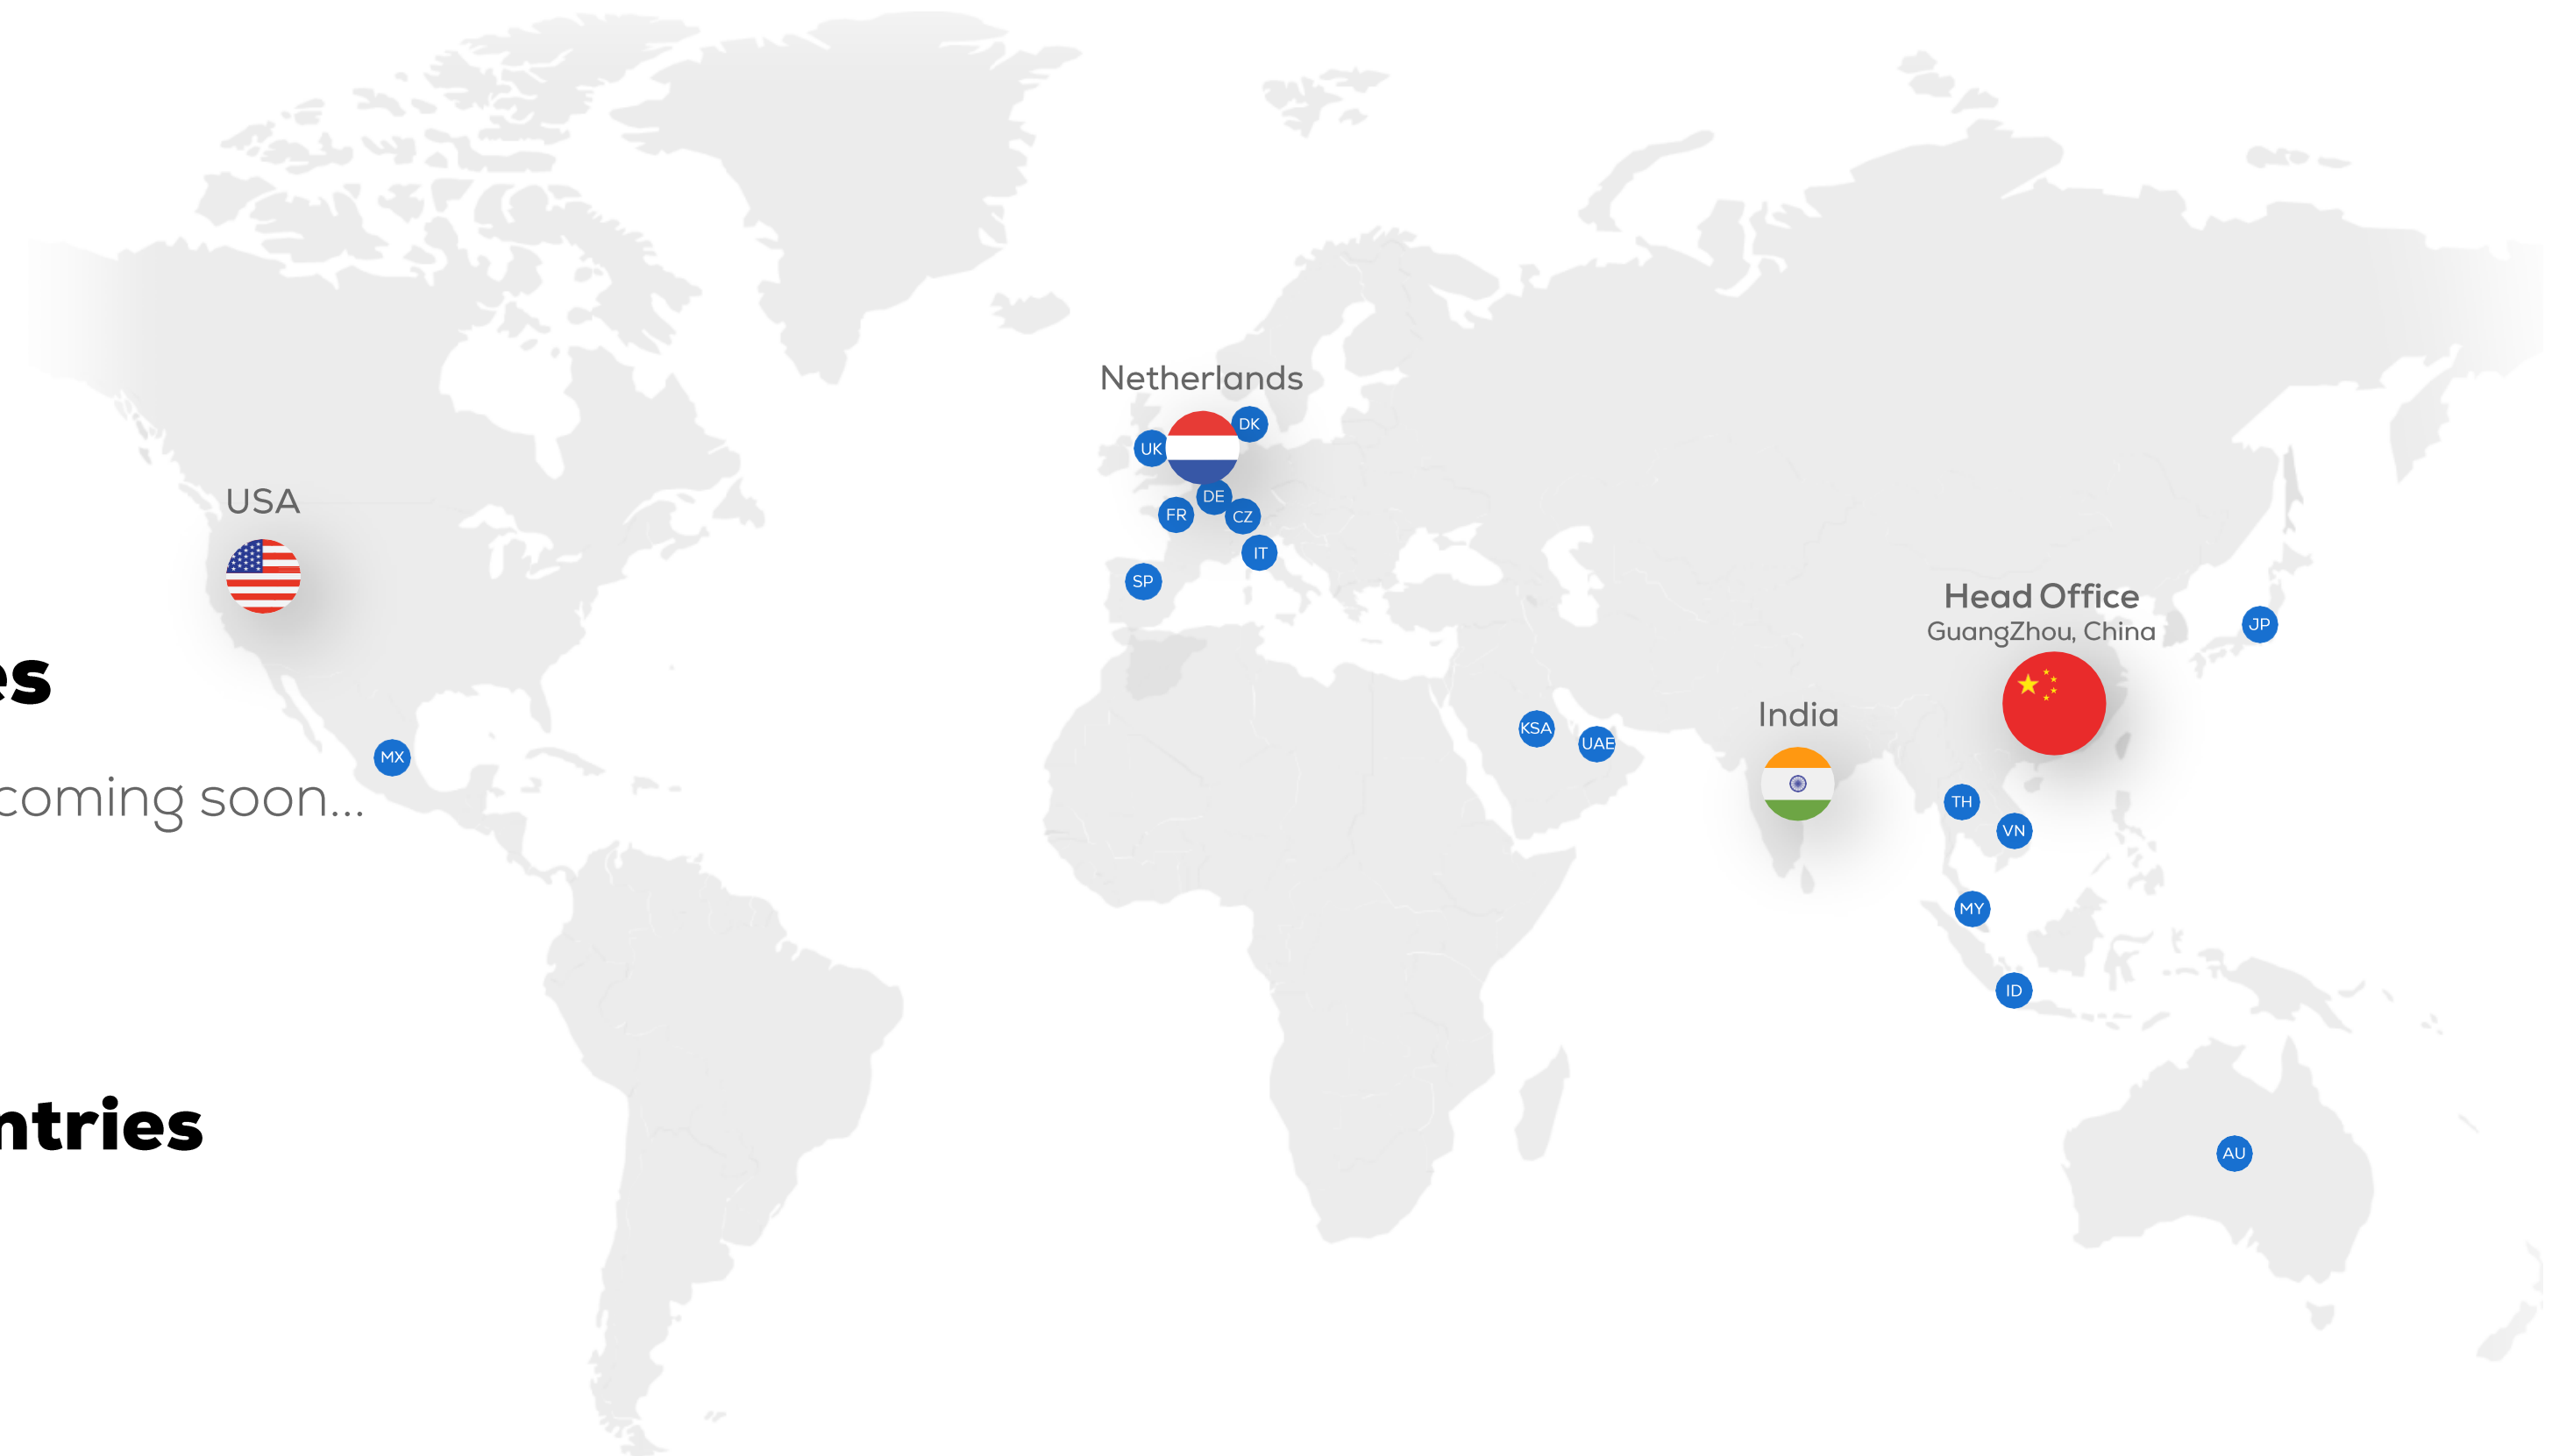 Netherlands
DK
UK
USA
DE
FR
CZ
IT
SP
Head Office
JP
GuangZhou, China
es
India
KSA
UAE
MX
coming soon...
TH
VN
MY
ID
ntries
AU